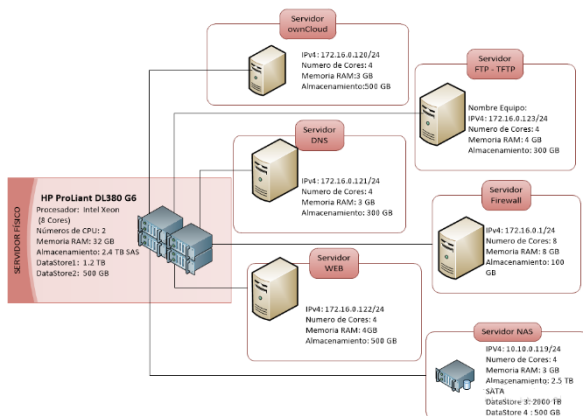 Servidor
ownCloud
IPv4: 172.16.0.120/24
Numero de Cores: 4
Memoria RAM:3 GB
Almacenamiento:500 GB
Servidor
FTP - TFTP
Nombre Equipo:
IPV4: 172.16.0.123/24
Numero de Cores: 4
Memoria RAM: 4 GB
Almacenamiento: 300 GB
Servidor
DNS
IPV4: 172.16.0.121/24
Numero de Cores: 4
Memoria RAM: 3 GB
Almacenamiento: 300 GB
SERVIDOR FÍSICO
HP ProLiant DL380 G6
Procesador: Intel Xeon
(8 Cores)
Números de CPU: 2
Memoria RAM: 32 GB
Almacenamiento: 2.4 TB SAS
DataStore1: 1.2 TB
DataStore2: 500 GB
Servidor
Firewall
IPV4: 172.16.0.1/24
Numero de Cores: 8
Memoria RAM: 8 GB
Almacenamiento: 100
GB
Servidor
WEB
IPV4: 172.16.0.122/24
Numero de Cores: 4
Memoria RAM: 4GB
Almacenamiento: 500 GB
Servidor NAS
IPV4: 10.10.0.119/24
Numero de Cores: 4
Memoria RAM: 3 GB
Almacenamiento: 2.5 TB
SATA
DataStore 3: 2000 TB
DataStore 4 : 500 GB